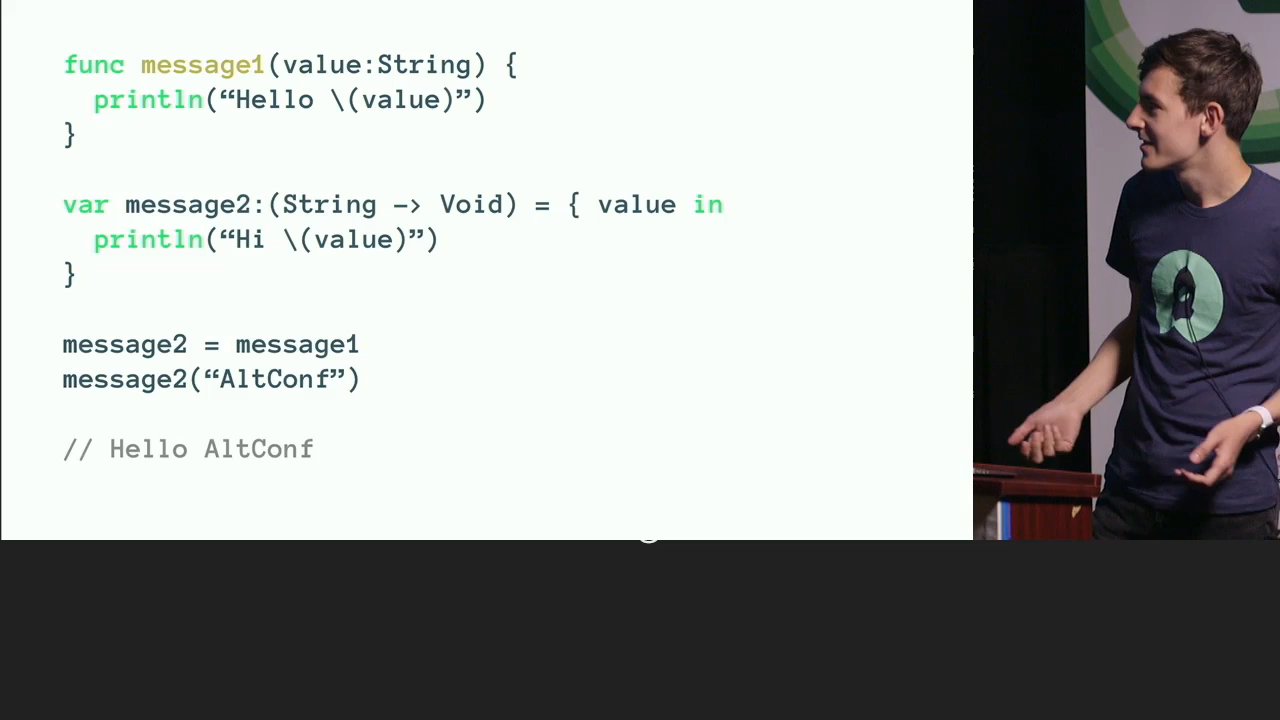 func message1(value:String) {
println(“Hello \(value)”)
}
var message2:(String -> Void) = { value in
println(“Hi \(value)”)
}
message2 = message1
message2(“AltConf”)
// Hello AltConf